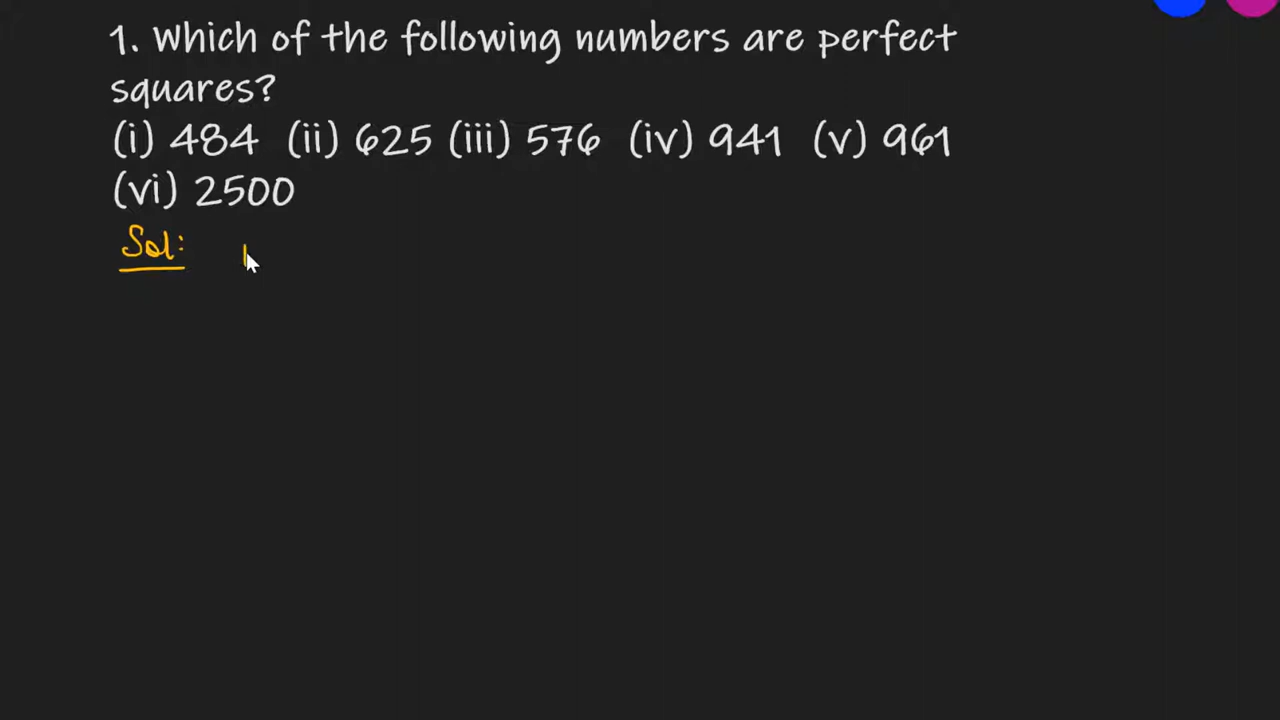 1. Which of the following numbers are perfect
squares?
(i) 484 (ii) 625 (iii) 576 (iv) 941 (v) 961
(vi) 2500
Sol: